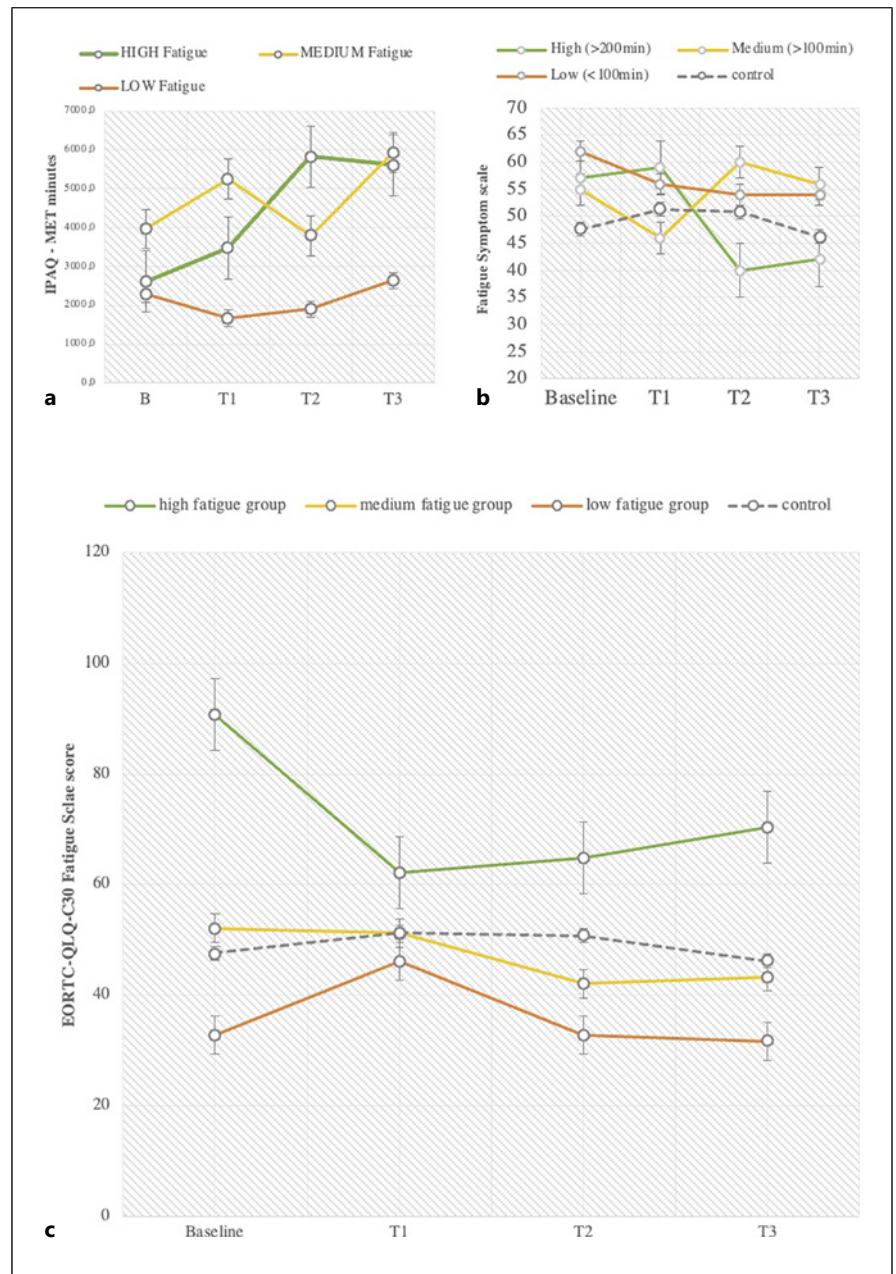 HIGH Fatigue MEDIUM Fatigue
LOW Fatigue
IPAQ - MET minutes
7000,0
6000,0
5000,0
4000,0
3000,0
2000,0
1000,0
0,0
B T1 T2 T3
a
High (>200min) Medium (>100min)
Low (<100min) control
Fatigue Symptom scale
70
65
60
55
50
45
40
35
30
25
20
Baseline T1 T2 T3
b
high fatigue group medium fatigue group low fatigue group control
EORTC-QLQ-C30 Fatigue Sclae score
120
100
80
60
40
20
0
Baseline T1 T2 T3
c